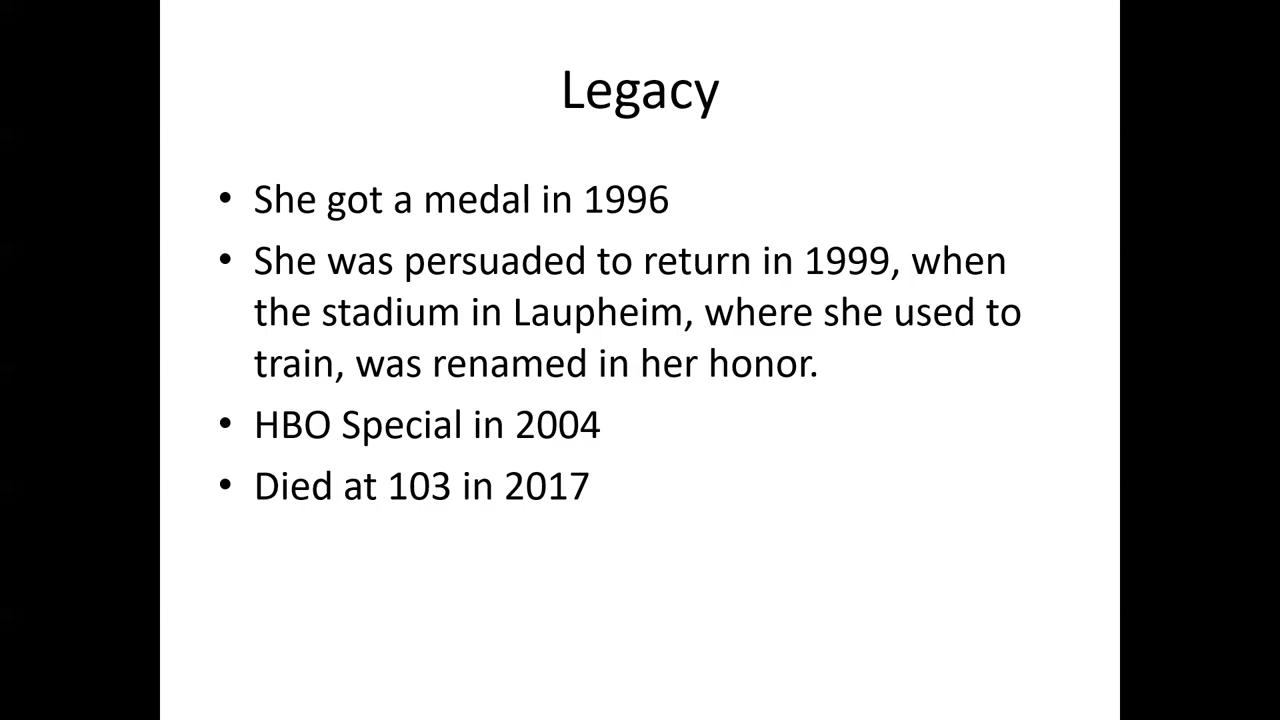 Legacy
• She got a medal in 1996
• She was persuaded to return in 1999, when
the stadium in Laupheim, where she used to
train, was renamed in her honor.
• HBO Special in 2004
• Died at 103 in 2017